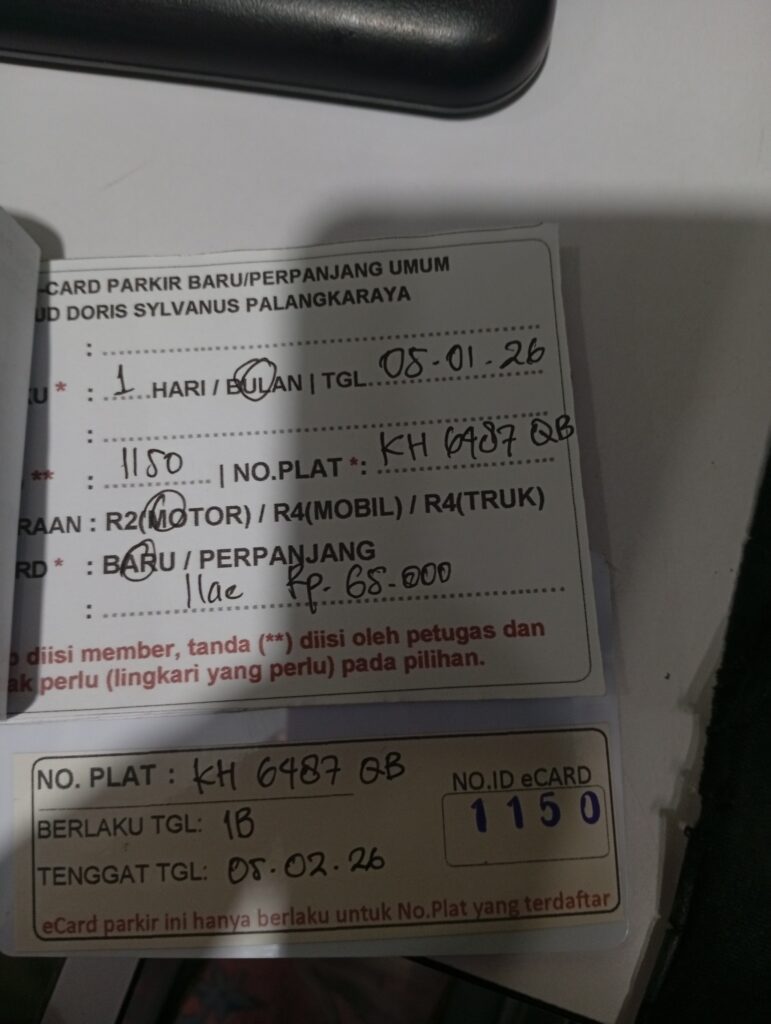 -CARD PARKIR BARU/PERPANJANG UMUM
UD DORIS SYLVANUS PALANGKARAYA
: ..........
U * : 1 HARI / BULAN | TGL. 05-01-26
: ..........
** : 1150 | NO.PLAT *: KH 6487 QB
RAAN : R2(MOTOR) / R4(MOBIL) / R4(TRUK)
RD * : BARU / PERPANJANG
: Rp. 65.000
diisi member, tanda (**) diisi oleh petugas dan
ak perlu (lingkari yang perlu) pada pilihan.
NO. PLAT : KH 6487 QB
BERLAKU TGL: 1B
TENGGAT TGL: 05.02.26
NO.ID eCARD
1150
eCard parkir ini hanya berlaku untuk No.Plat yang terdaftar